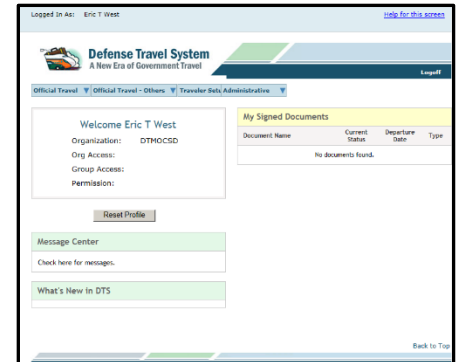 Logged In As: Eric T West
Help for this screen
Defense Travel System
A New Era of Government Travel
Logoff
Official Travel Official Travel - Others Traveler Setu Administrative
Welcome Eric T West
Organization: DTMOCSD
Org Access:
Group Access:
Permission:
Reset Profile
Message Center
Check here for messages.
What's New in DTS
My Signed Documents
Document Name Current Status Departure Date Type
No documents found.
Back to Top